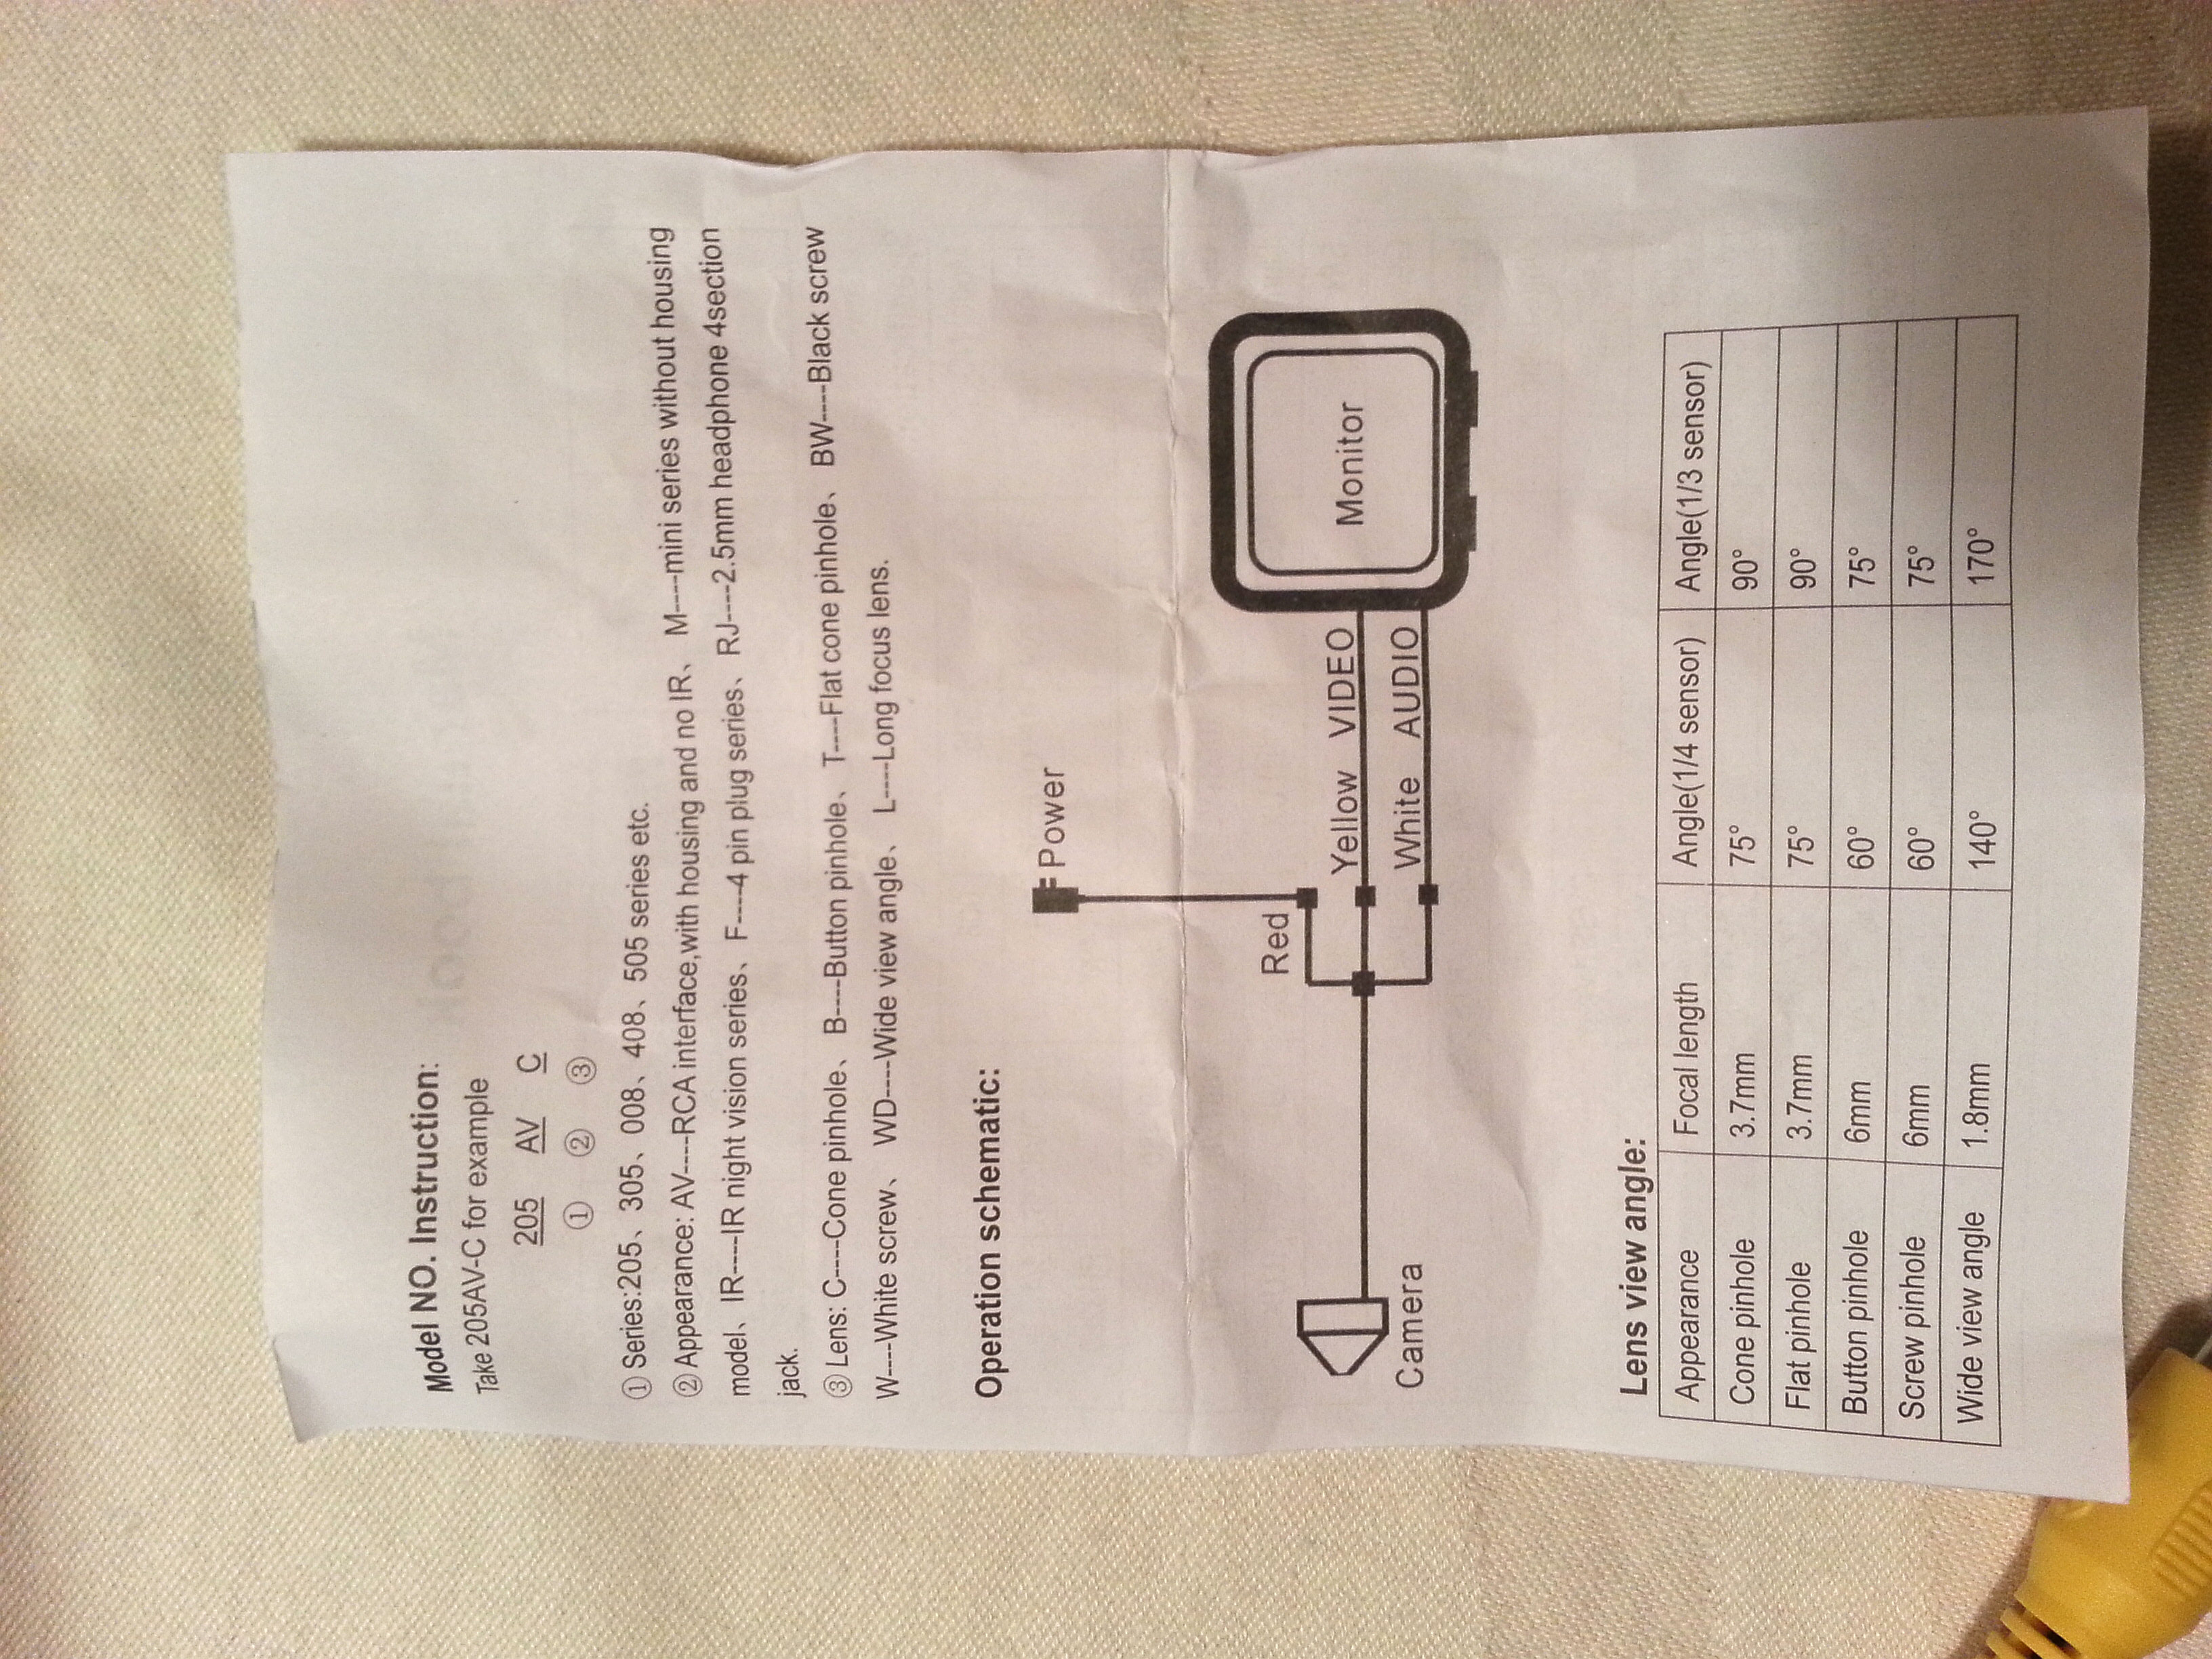 Model NO. Instruction:
Take 205AV-C for example
205 AV C
① ② ③
① Series:205、305、008、408、505 series etc.
② Appearance: AV----RCA interface,with housing and no IR、 M----mini series without housing
model、IR----IR night vision series、F----4 pin plug series、RJ----2.5mm headphone 4section
jack.
③ Lens: C----Cone pinhole、 B----Button pinhole、 T----Flat cone pinhole、 BW----Black screw
W----White screw、 WD----Wide view angle、 L----Long focus lens.
Operation schematic:
Power
Red
Yellow VIDEO
Monitor
White AUDIO
Camera
Lens view angle:
Appearance Focal length Angle(1/4 sensor) Angle(1/3 sensor)
Cone pinhole 3.7mm 75° 90°
Flat pinhole 3.7mm 75° 90°
Button pinhole 6mm 60° 75°
Screw pinhole 6mm 60° 75°
Wide view angle 1.8mm 140° 170°